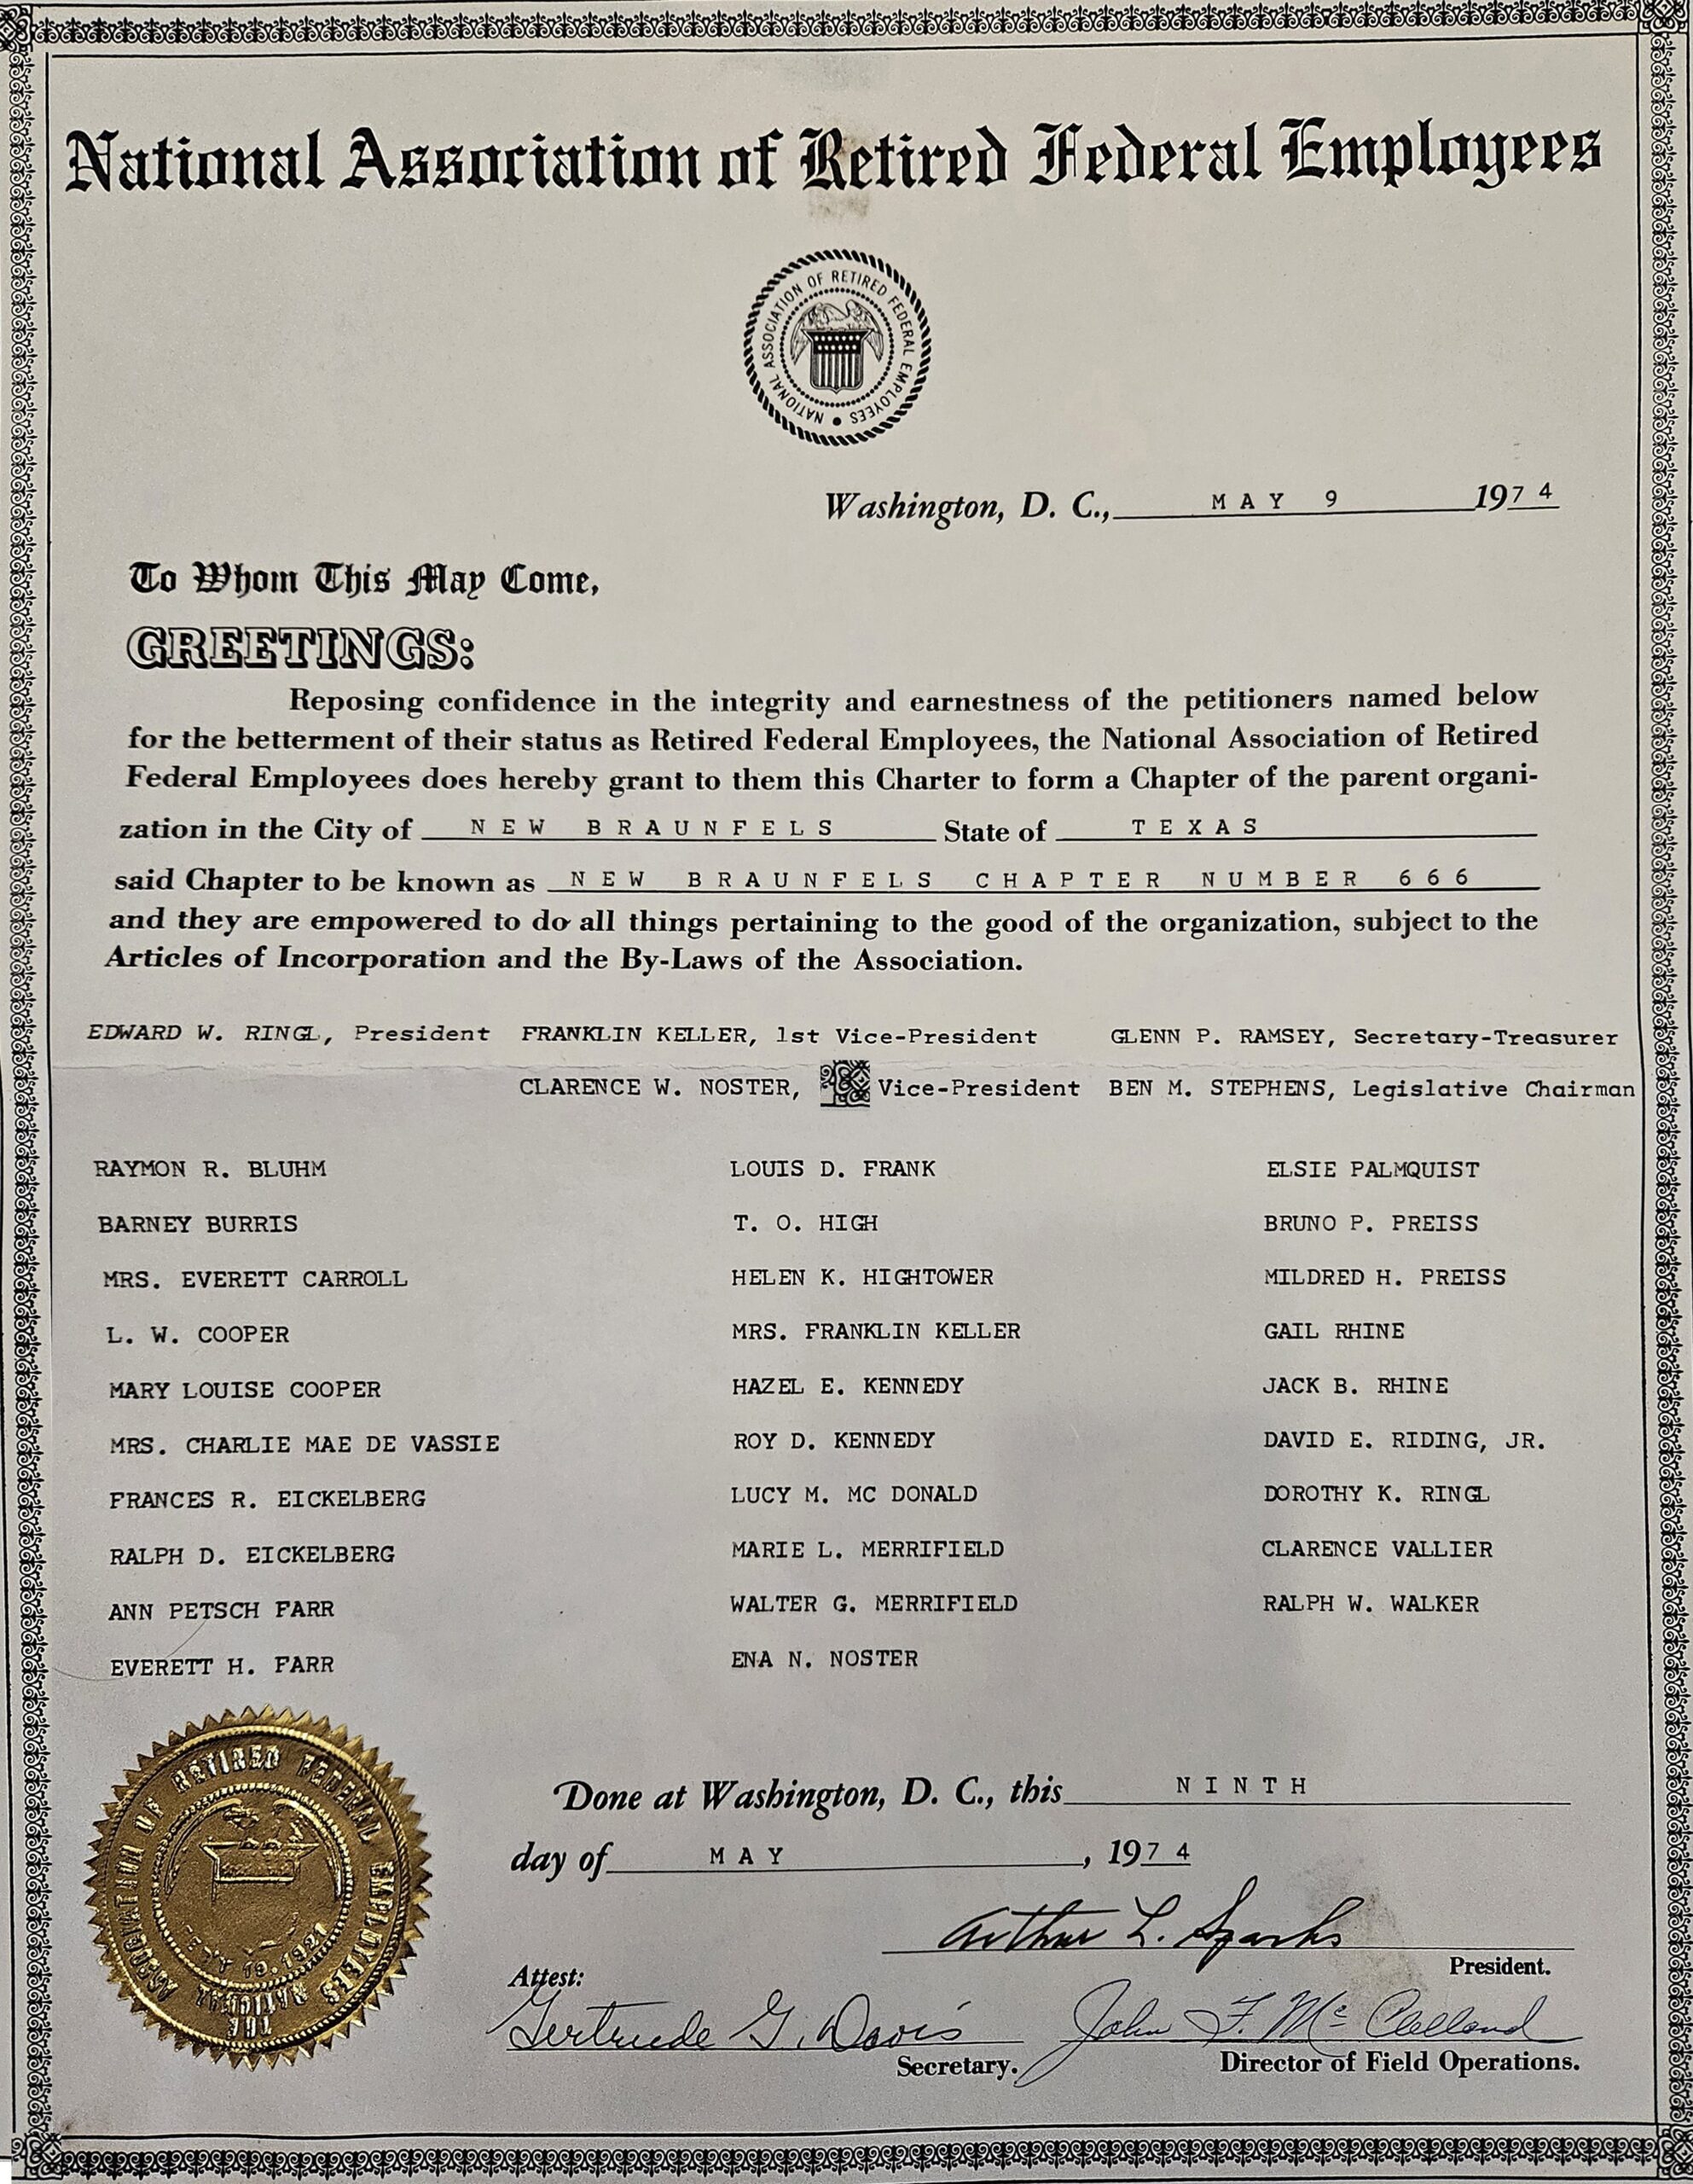 National Association of Retired Federal Employees
NATIONAL ASSOCIATION OF RETIRED FEDERAL EMPLOYEES
Washington, D. C., MAY 9 1974
To Whom This May Come,
GREETINGS:
Reposing confidence in the integrity and earnestness of the petitioners named below
for the betterment of their status as Retired Federal Employees, the National Association of Retired
Federal Employees does hereby grant to them this Charter to form a Chapter of the parent organi-
zation in the City of NEW BRAUNFELS State of TEXAS
said Chapter to be known as NEW BRAUNFELS CHAPTER NUMBER 666
and they are empowered to do all things pertaining to the good of the organization, subject to the
Articles of Incorporation and the By-Laws of the Association.
EDWARD W. RINGL, President FRANKLIN KELLER, 1st Vice-President GLENN P. RAMSEY, Secretary-Treasurer
CLARENCE W. NOSTER, Vice-President BEN M. STEPHENS, Legislative Chairman
RAYMON R. BLUHM LOUIS D. FRANK ELSIE PALMQUIST
BARNEY BURRIS T. O. HIGH BRUNO P. PREISS
MRS. EVERETT CARROLL HELEN K. HIGHTOWER MILDRED H. PREISS
L. W. COOPER MRS. FRANKLIN KELLER GAIL RHINE
MARY LOUISE COOPER HAZEL E. KENNEDY JACK B. RHINE
MRS. CHARLIE MAE DE VASSIE ROY D. KENNEDY DAVID E. RIDING, JR.
FRANCES R. EICKELBERG LUCY M. MC DONALD DOROTHY K. RINGL
RALPH D. EICKELBERG MARIE L. MERRIFIELD CLARENCE VALLIER
ANN PETSCH FARR WALTER G. MERRIFIELD RALPH W. WALKER
EVERETT H. FARR ENA N. NOSTER
THE NATIONAL ASSOCIATION OF RETIRED FEDERAL EMPLOYEES
19, 1921
Done at Washington, D. C., this NINTH
day of MAY, 1974
Arthur L. Sparks
President.
Attest:
Gertrude G. Davis John F. Mc Clelland
Secretary. Director of Field Operations.